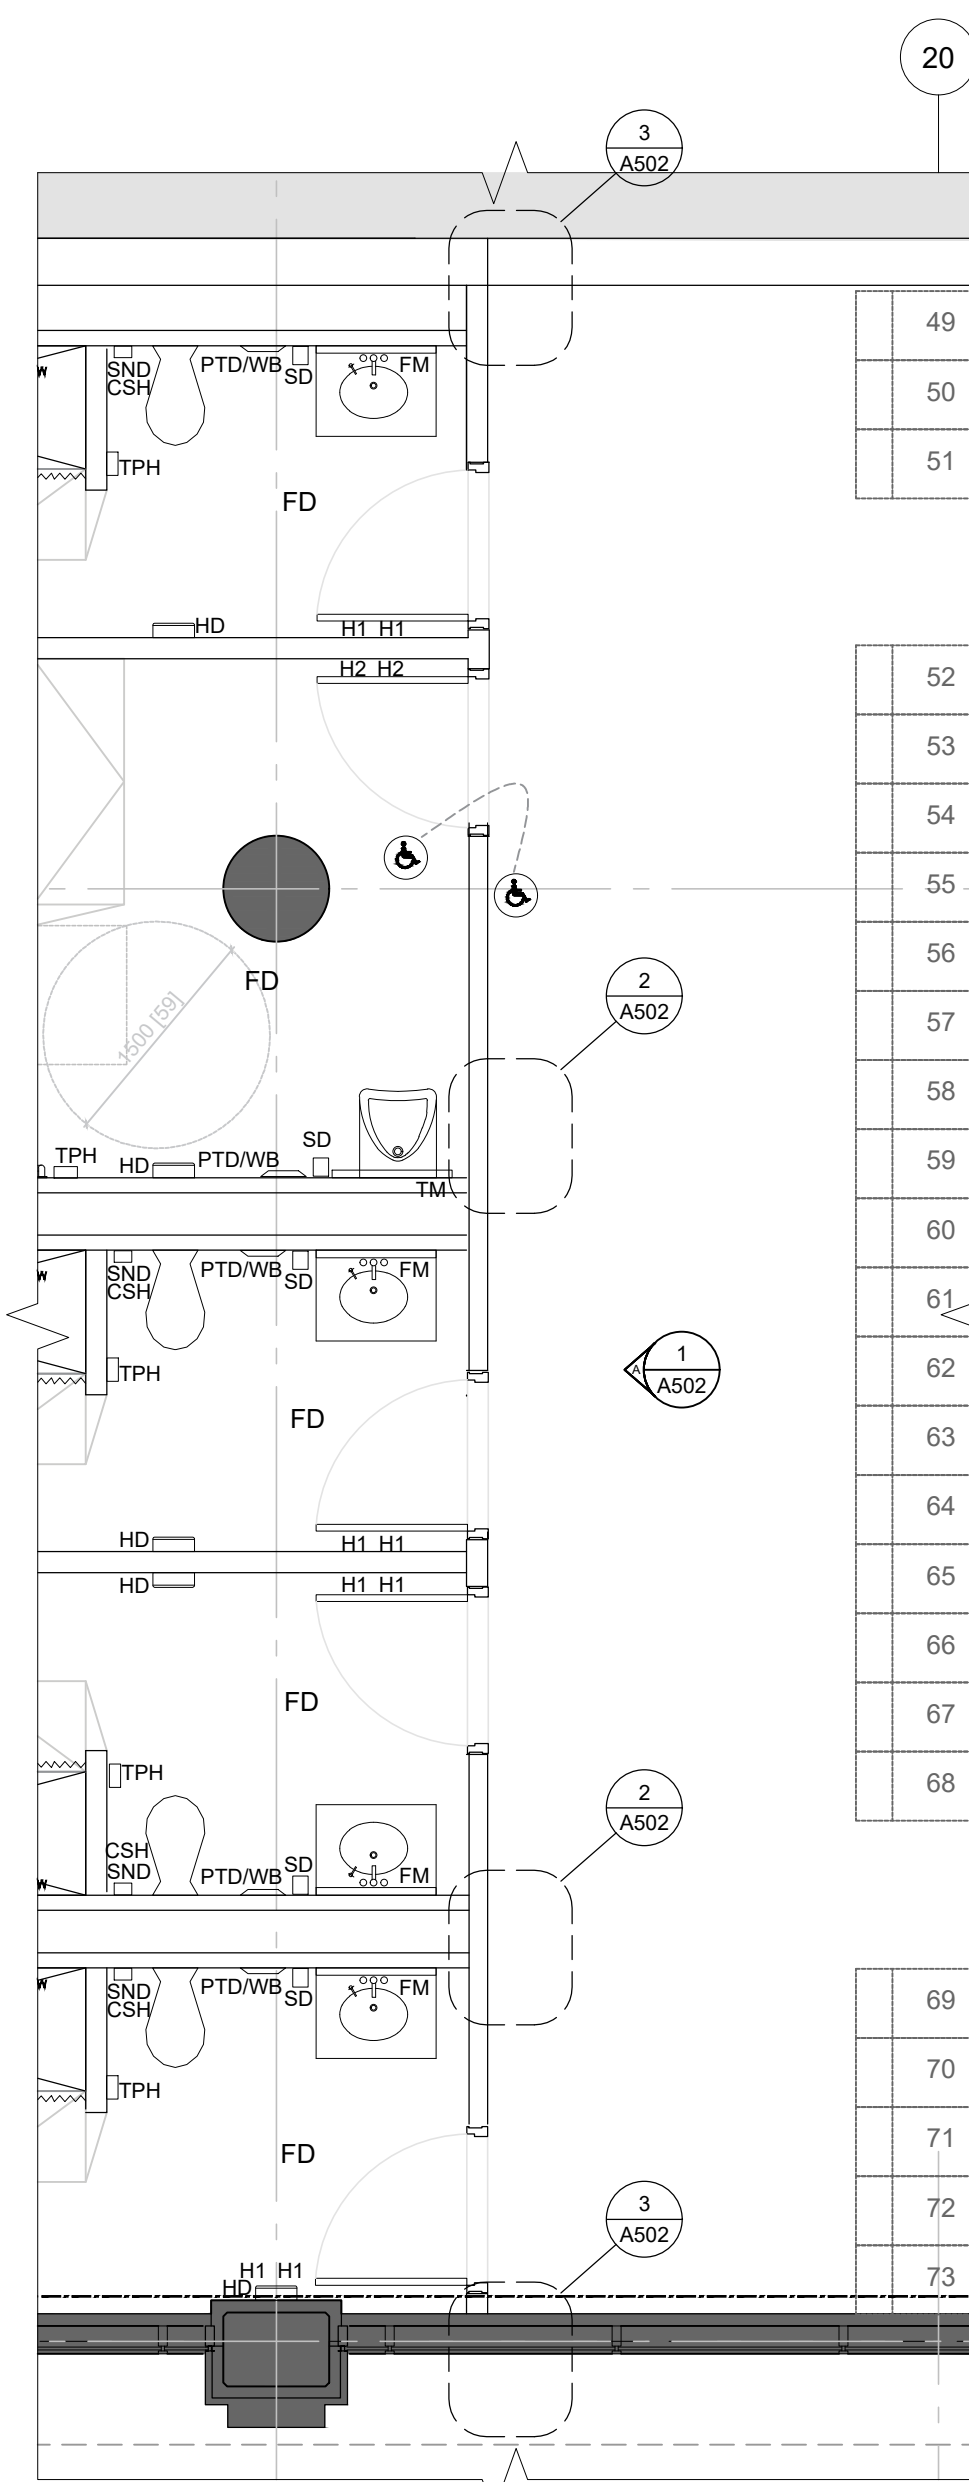 20
3
A502
49
SND
CSH
PTD/WB
SD
FM
50
TPH
51
FD
HD
H1 H1
H2 H2
52
53
54
55
FD
1500 [59]
56
2
A502
57
58
TPH
HD
PTD/WB
SD
TM
59
60
SND
CSH
PTD/WB
SD
FM
61
TPH
A
1
A502
62
FD
63
64
HD
H1 H1
HD
H1 H1
65
66
FD
67
TPH
68
2
A502
CSH
SND
PTD/WB
SD
FM
SND
CSH
PTD/WB
SD
FM
69
70
TPH
71
FD
3
A502
72
H1 H1
HD
73